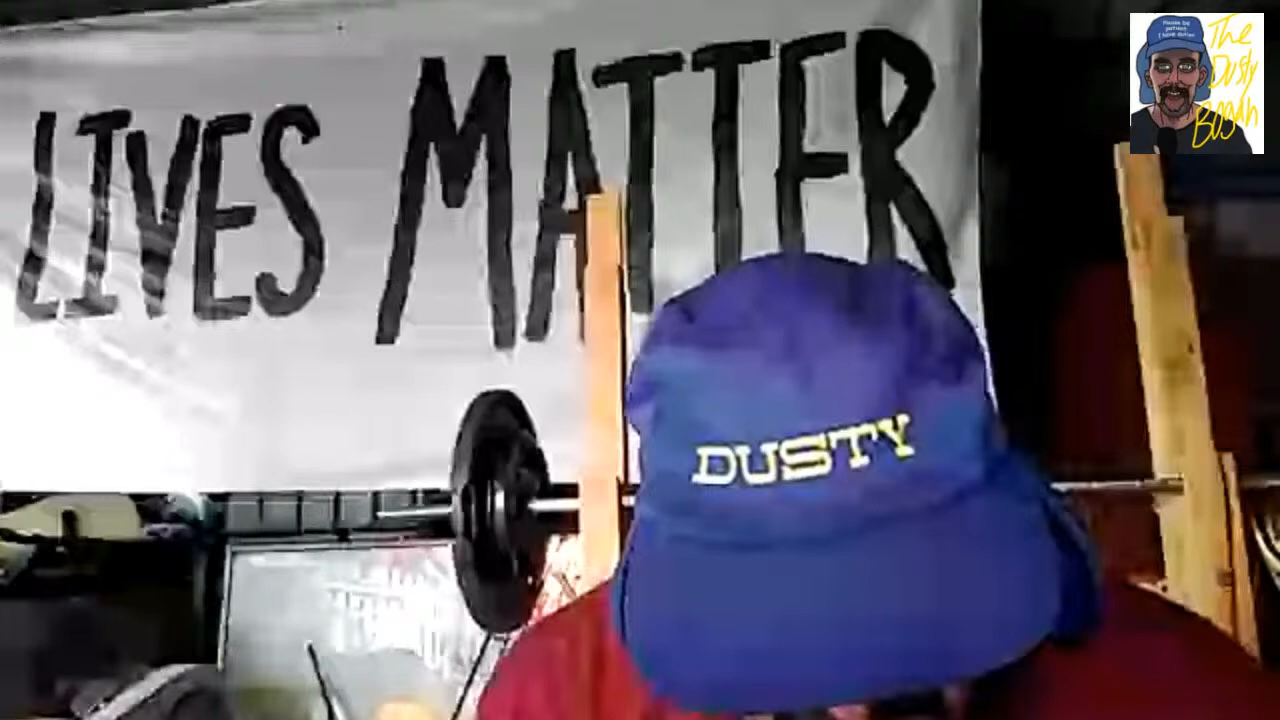 LIVES MATTER
The
Dusty
Bogan
DUSTY